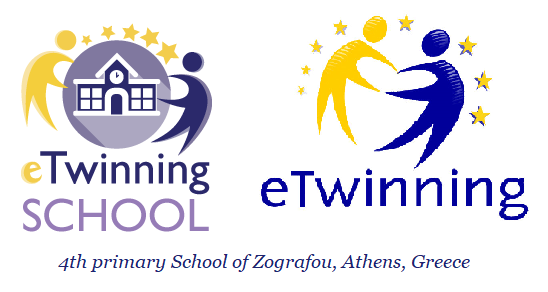 eTwinning
SCHOOL
eTwinning
4th primary School of Zografou, Athens, Greece